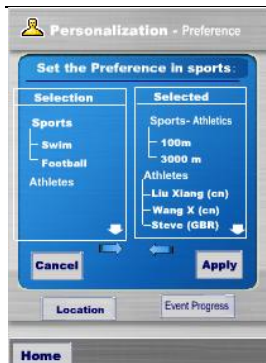 Personalization - Preference
Set the Preference in sports:
Selection
Sports
Swim
Football
Athletes
Selected
Sports- Athletics
100m
3000 m
Athletes
Liu Xiang (cn)
Wang X (cn)
Steve (GBR)
Cancel
Apply
Location
Event Progress
Home